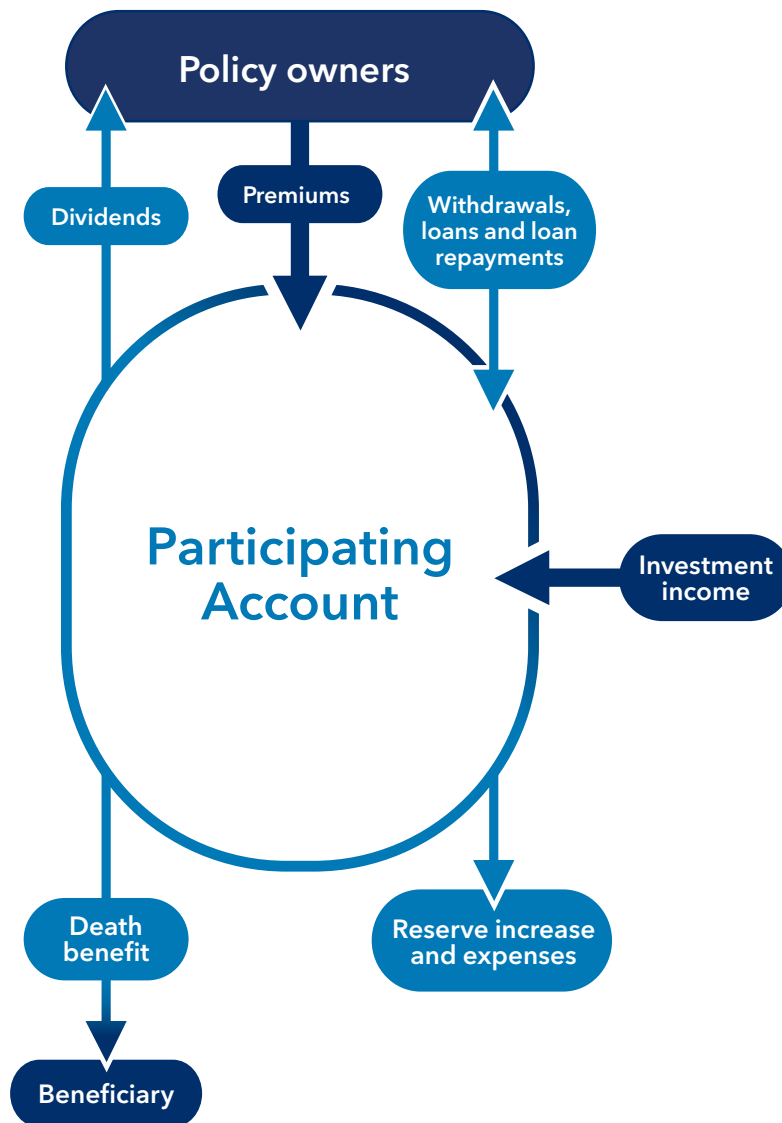 Policy owners
Dividends
Premiums
Withdrawals,
loans and loan
repayments
Participating
Account
Investment
income
Death
benefit
Reserve increase
and expenses
Beneficiary